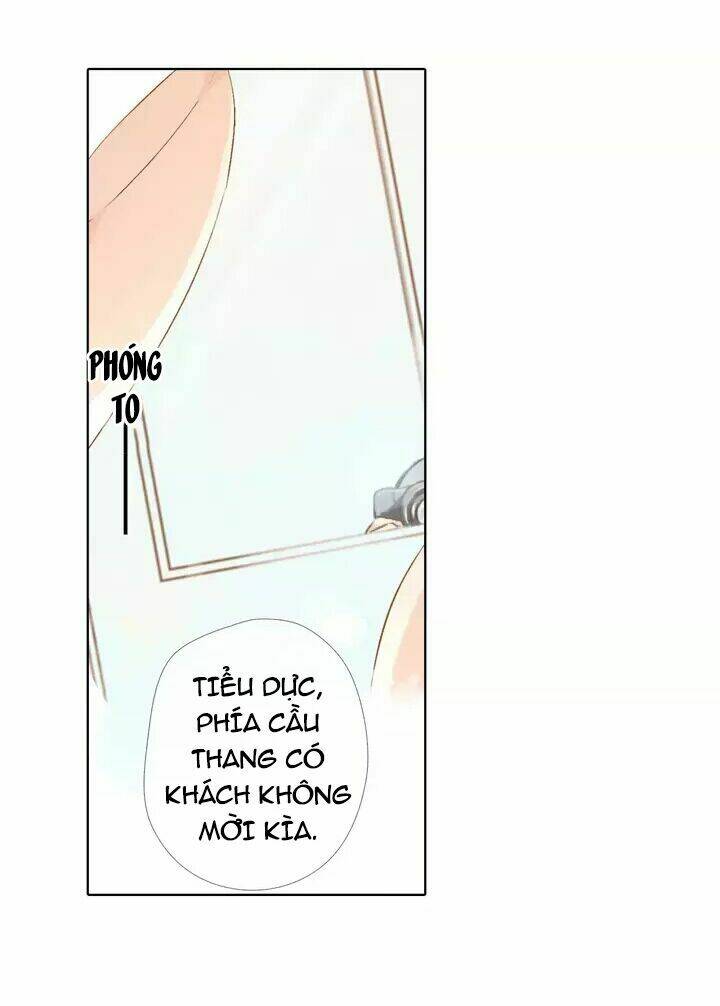 PHÓNG
TO
TIỂU DỰC,
PHÍA CẦU
THANG CÓ
KHÁCH KHÔNG
MỜI KÌA.